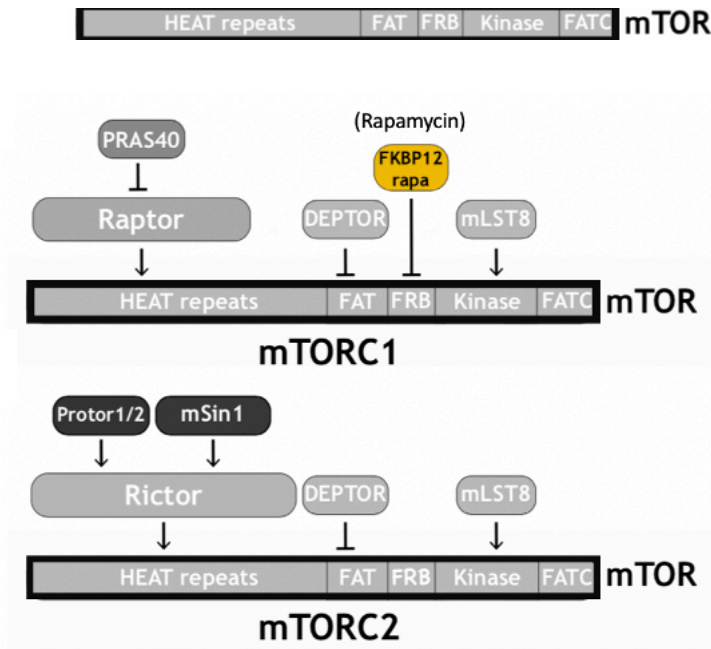 HEAT repeats FAT FRB Kinase FATC mTOR
(Rapamycin)
PRAS40
FKBP12
rapa
Raptor DEPTOR mLST8
HEAT repeats FAT FRB Kinase FATC mTOR
mTORC1
Protor1/2 mSin1
Rictor DEPTOR mLST8
HEAT repeats FAT FRB Kinase FATC mTOR
mTORC2